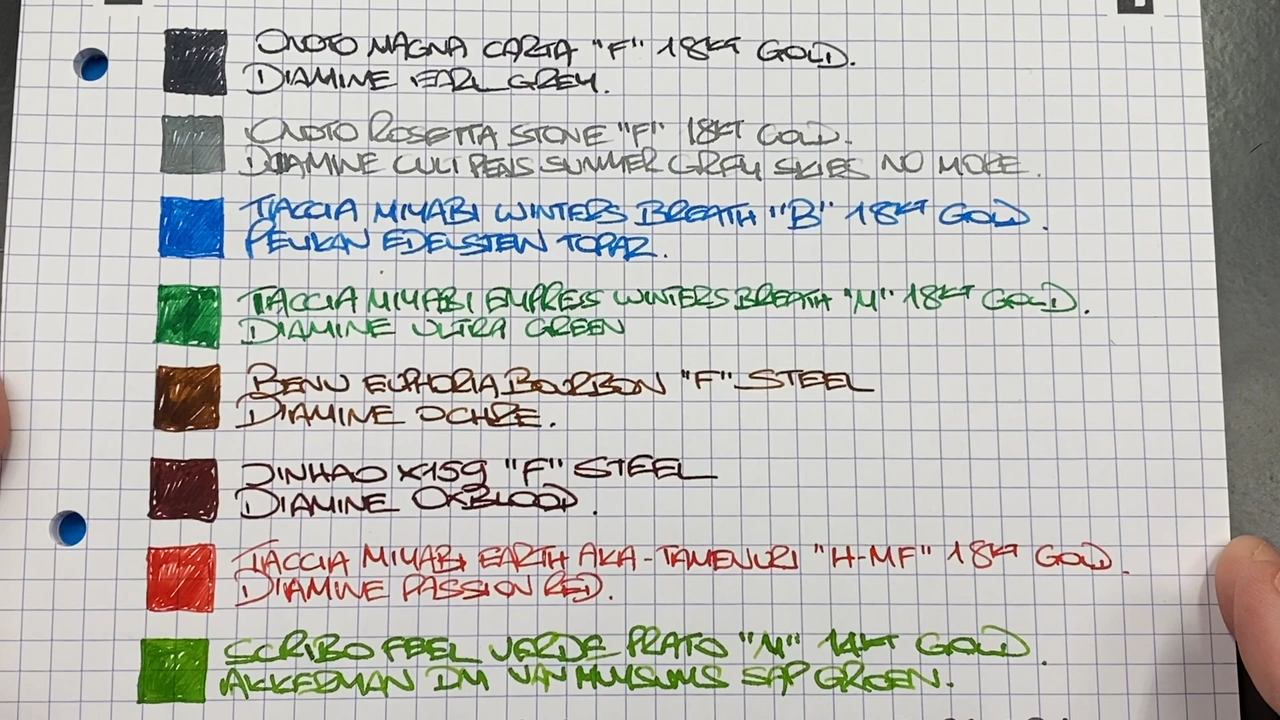 ONOTO MAGNA CARTA "F" 18KT GOLD.
DIAMINE EARL GREY.
ONOTO ROSETTA STONE "F" 18KT GOLD.
DIAMINE CULT PENS SUMMER GREY SKIES NO MORE.
TACCIA MIYABI WINTERS BREATH "B" 18KT GOLD.
PELIKAN EDELSTEIN TOPAZ.
TACCIA MIYABI EMPRESS WINTERS BREATH "M" 18KT GOLD.
DIAMINE ULTRA GREEN
BENU EUPHORIA BOURBON "F" STEEL
DIAMINE OCHRE.
JINHAO X159 "F" STEEL
DIAMINE OXBLOOD.
TACCIA MIYABI EARTH AKA-TAMENURI "H-MF" 18KT GOLD.
DIAMINE PASSION RED.
SCRIBO FEEL VERDE PRATO "M" 14KT GOLD.
AKKERMAN DM VAN HUYSUMS SAP GROEN.